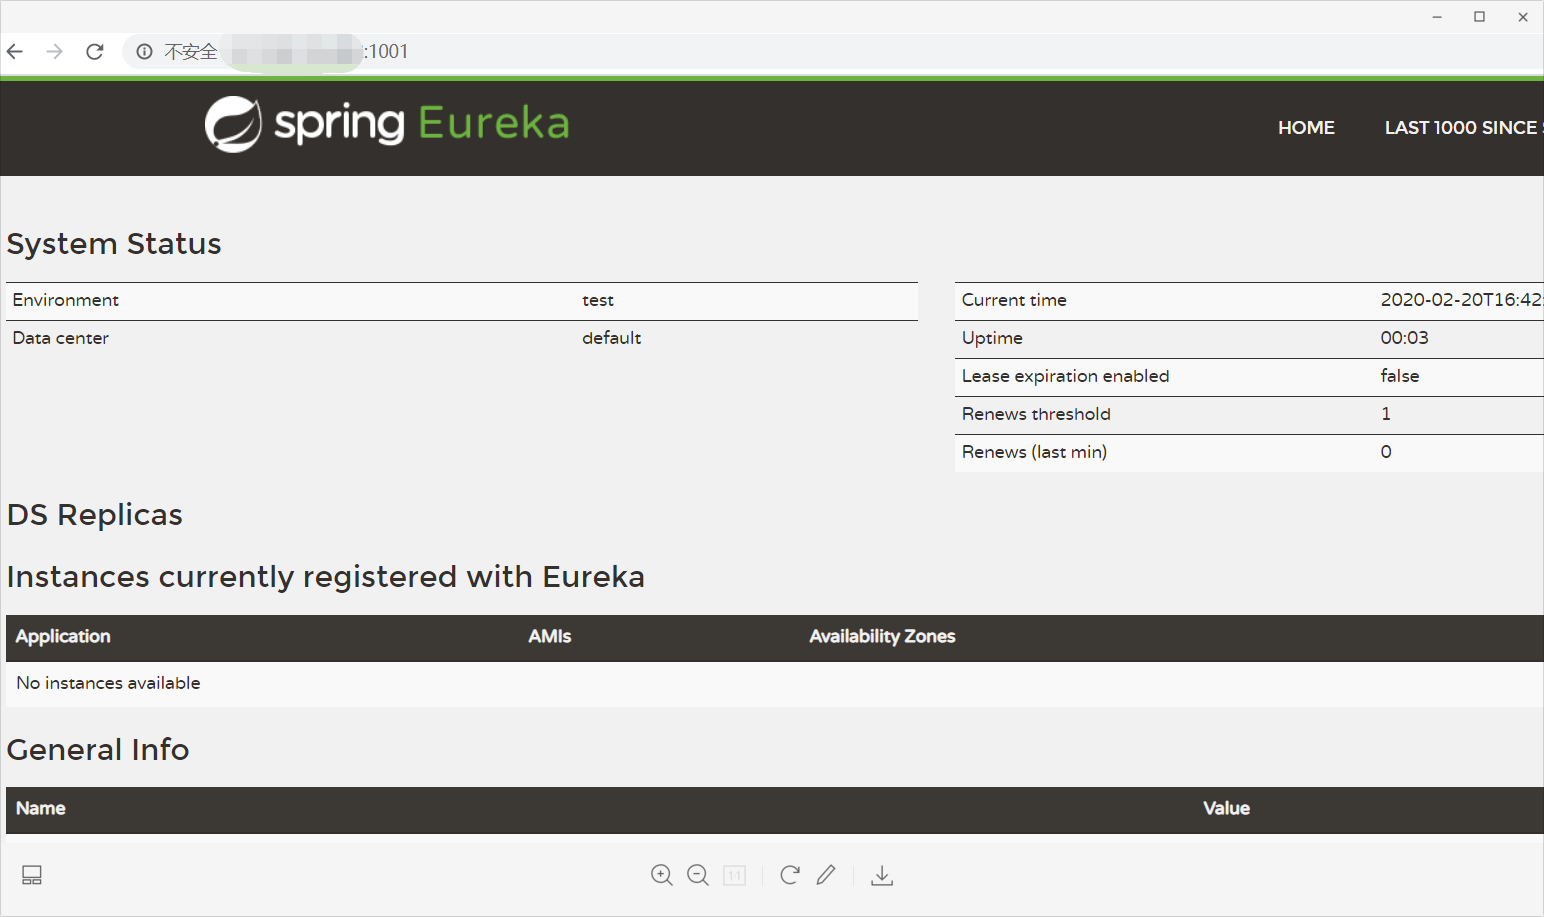 不安全 :1001
spring Eureka
HOME LAST 1000 SINCE
System Status
Environment test
Data center default
Current time 2020-02-20T16:42:
Uptime 00:03
Lease expiration enabled false
Renews threshold 1
Renews (last min) 0
DS Replicas
Instances currently registered with Eureka
Application AMIs Availability Zones
No instances available
General Info
Name Value
1:1